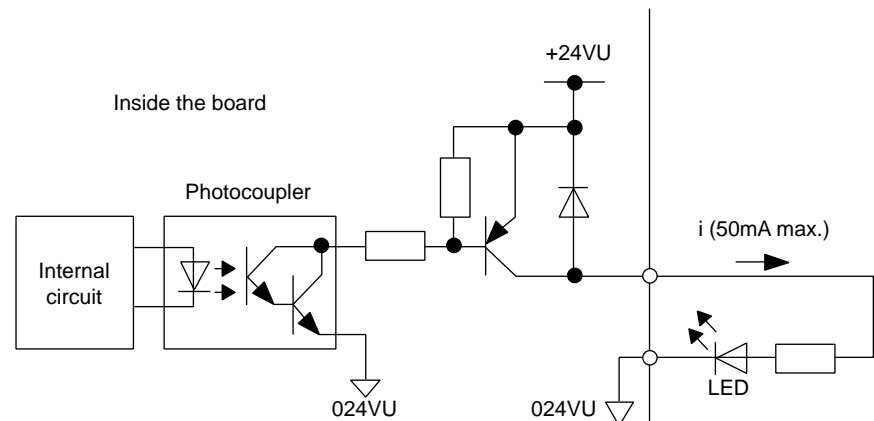 +24VU
Inside the board
Photocoupler
i (50mA max.)
Internal
circuit
LED
024VU
024VU